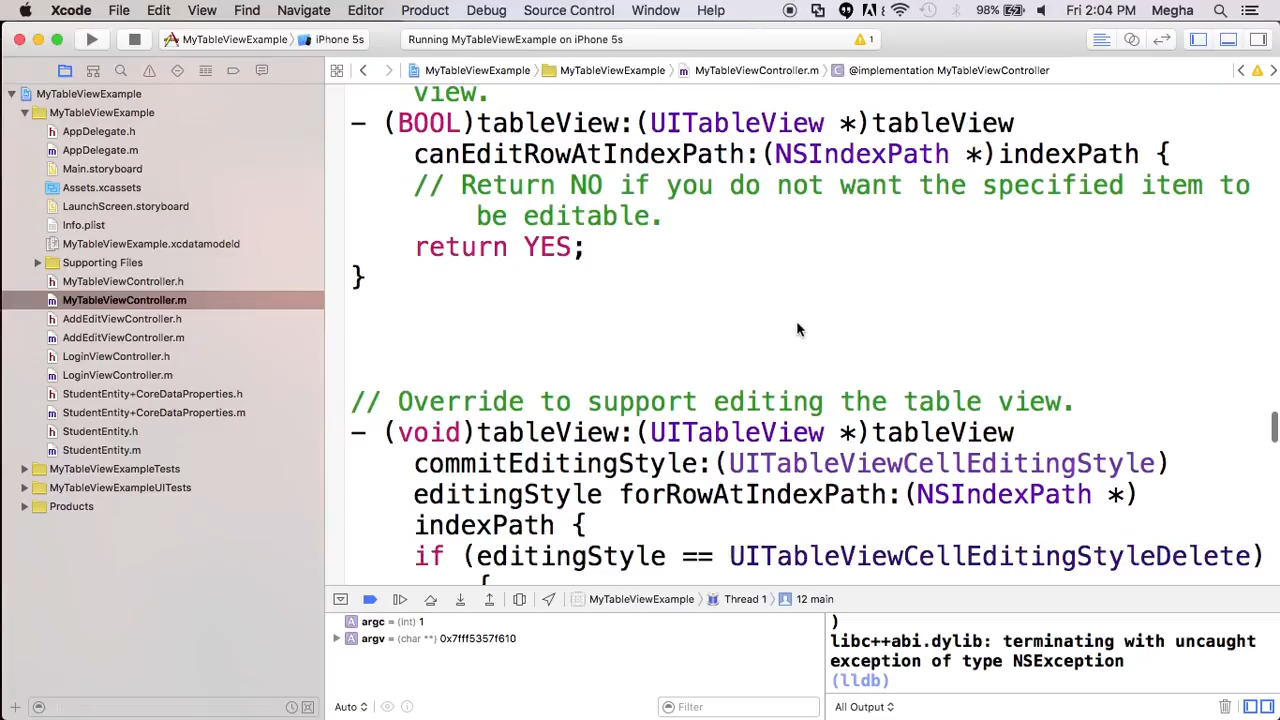 Xcode File Edit View Find Navigate Editor Product Debug Source Control Window Help 98% Fri 2:04 PM Megha
MyTableViewExample iPhone 5s Running MyTableViewExample on iPhone 5s 1
MyTableViewExample MyTableViewExample MyTableViewController.m @implementation MyTableViewController
MyTableViewExample
MyTableViewExample
AppDelegate.h
AppDelegate.m
Main.storyboard
Assets.xcassets
LaunchScreen.storyboard
Info.plist
MyTableViewExample.xcdatamodeld
Supporting Files
MyTableViewController.h
MyTableViewController.m
AddEditViewController.h
AddEditViewController.m
LoginViewController.h
LoginViewController.m
StudentEntity+CoreDataProperties.h
StudentEntity+CoreDataProperties.m
StudentEntity.h
StudentEntity.m
MyTableViewExampleTests
MyTableViewExampleUITests
Products
view.
- (BOOL)tableView:(UITableView *)tableView
canEditRowAtIndexPath:(NSIndexPath *)indexPath {
// Return NO if you do not want the specified item to
be editable.
return YES;
}
// Override to support editing the table view.
- (void)tableView:(UITableView *)tableView
commitEditingStyle:(UITableViewCellEditingStyle)
editingStyle forRowAtIndexPath:(NSIndexPath *)
indexPath {
if (editingStyle == UITableViewCellEditingStyleDelete)
{
MyTableViewExample Thread 1 12 main
A argc = (int) 1
A argv = (char **) 0x7fff5357f610
)
libc++abi.dylib: terminating with uncaught
exception of type NSException
(lldb)
Auto Filter All Output